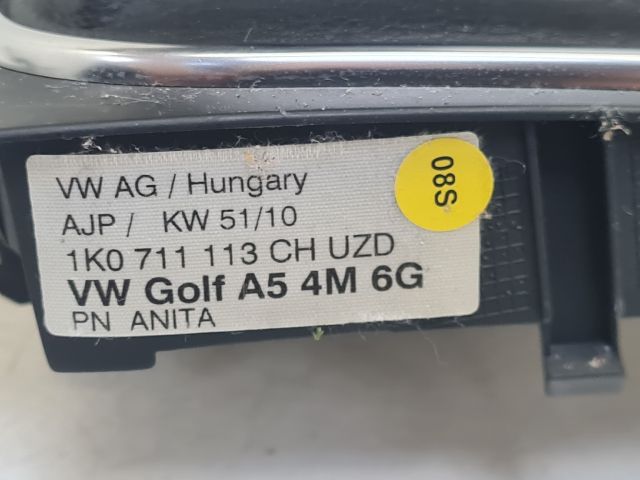 VW AG / Hungary
AJP / KW 51/10
1K0 711 113 CH UZD
VW Golf A5 4M 6G
PN ANITA
08S